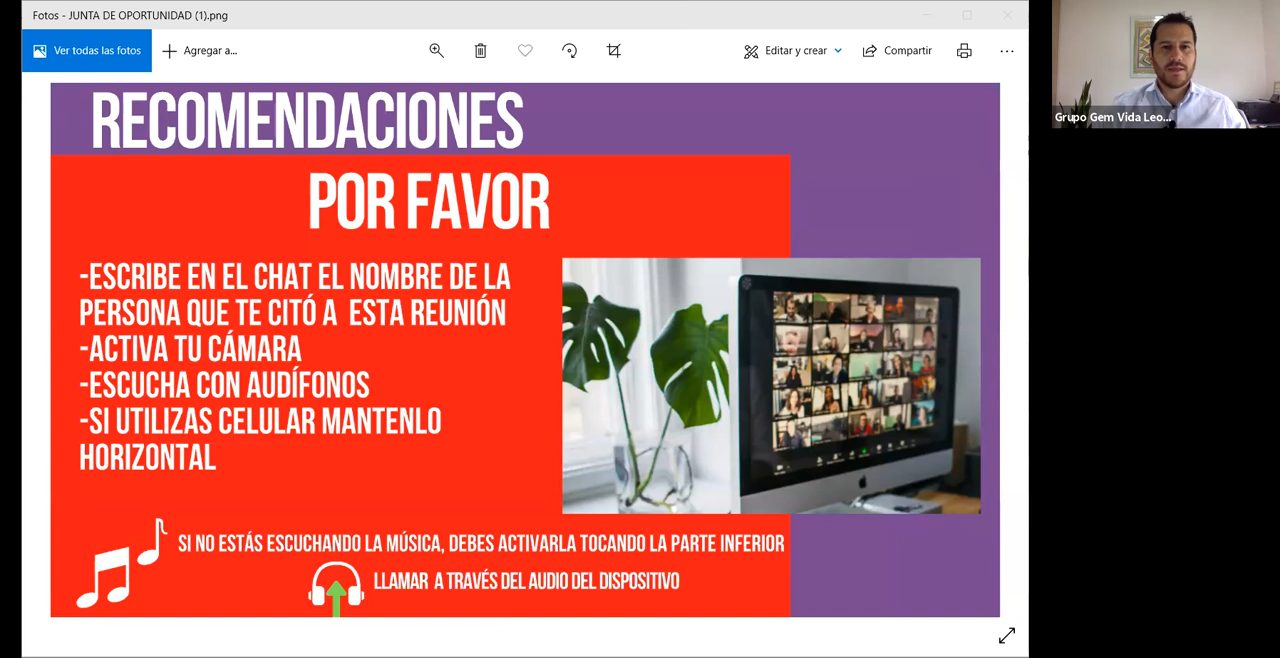 Fotos - JUNTA DE OPORTUNIDAD (1).png
Ver todas las fotos
Agregar a...
Editar y crear
Compartir
RECOMENDACIONES
POR FAVOR
-ESCRIBE EN EL CHAT EL NOMBRE DE LA
PERSONA QUE TE CITÓ A ESTA REUNIÓN
-ACTIVA TU CÁMARA
-ESCUCHA CON AUDÍFONOS
-SI UTILIZAS CELULAR MANTENLO
HORIZONTAL
SI NO ESTÁS ESCUCHANDO LA MÚSICA, DEBES ACTIVARLA TOCANDO LA PARTE INFERIOR
LLAMAR A TRAVÉS DEL AUDIO DEL DISPOSITIVO
Grupo Gem Vida Leo...